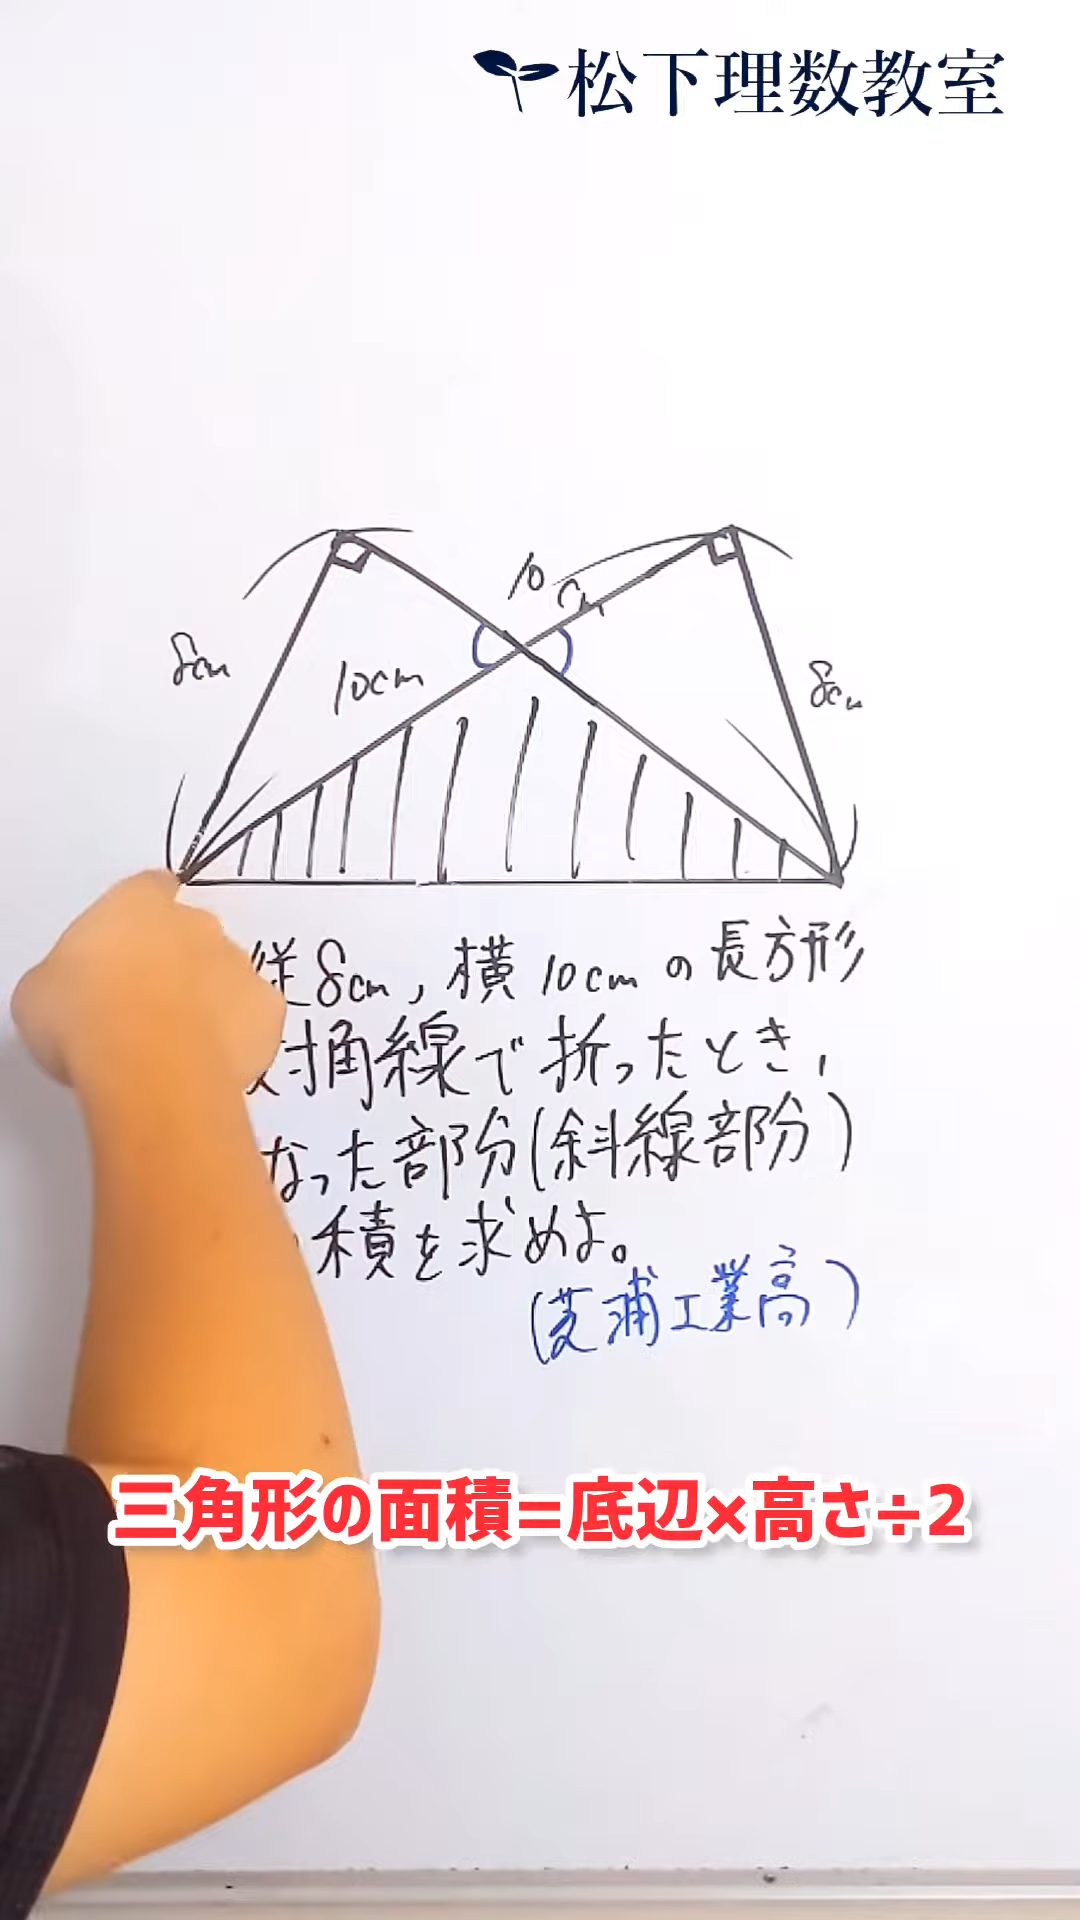 松下理数教室
10cm
8cm
10cm
8cm
縦8cm,横10cmの長方形
対角線で折ったとき,
なった部分(斜線部分)
積を求めよ。
(芝浦工業高)
三角形の面積=底辺×高さ÷2